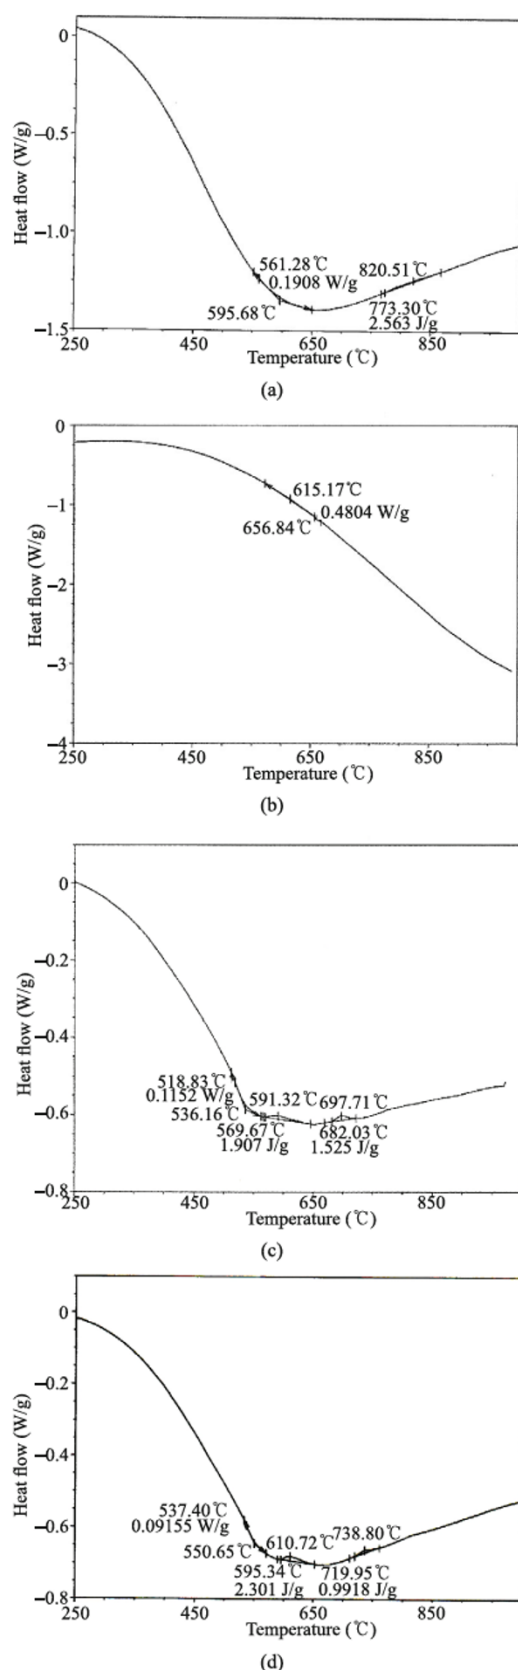 0
−0.5
−1.0
−1.5
Heat flow (W/g)
561.28℃
0.1908 W/g
595.68℃
820.51℃
773.30℃
2.563 J/g
250
450
650
850
Temperature (℃)
(a)
0
−1
−2
−3
−4
Heat flow (W/g)
615.17℃
0.4804 W/g
656.84℃
250
450
650
850
Temperature (℃)
(b)
0
−0.2
−0.4
−0.6
−0.8
Heat flow (W/g)
518.83℃
0.1152 W/g
536.16℃
591.32℃
569.67℃
1.907 J/g
697.71℃
682.03℃
1.525 J/g
250
450
650
850
Temperature (℃)
(c)
0
−0.2
−0.4
−0.6
−0.8
Heat flow (W/g)
537.40℃
0.09155 W/g
550.65℃
610.72℃
595.34℃
2.301 J/g
738.80℃
719.95℃
0.9918 J/g
250
450
650
850
Temperature (℃)
(d)